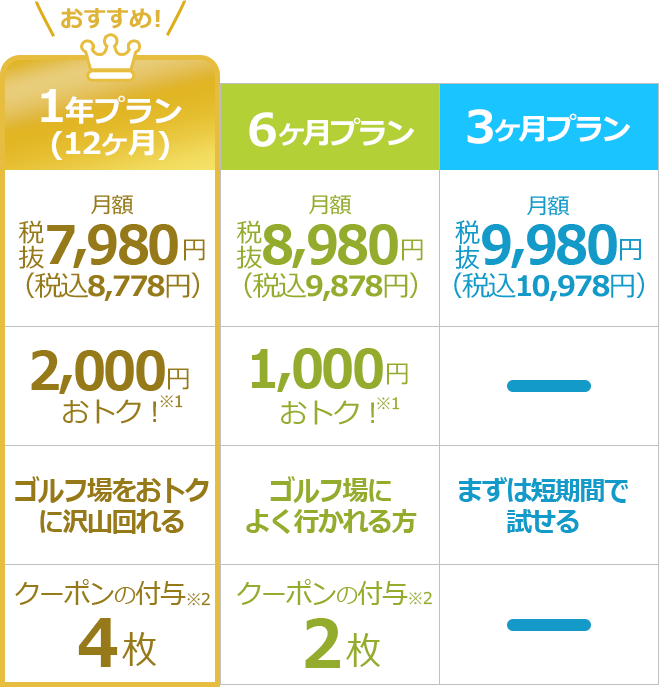 おすすめ!
1年プラン
(12ヶ月)
6ヶ月プラン
3ヶ月プラン
月額
税抜7,980円
（税込8,778円）
月額
税抜8,980円
（税込9,878円）
月額
税抜9,980円
（税込10,978円）
2,000円
おトク！※1
1,000円
おトク！※1
ゴルフ場をおトク
に沢山回れる
ゴルフ場に
よく行かれる方
まずは短期間で
試せる
クーポンの付与※2
4枚
クーポンの付与※2
2枚